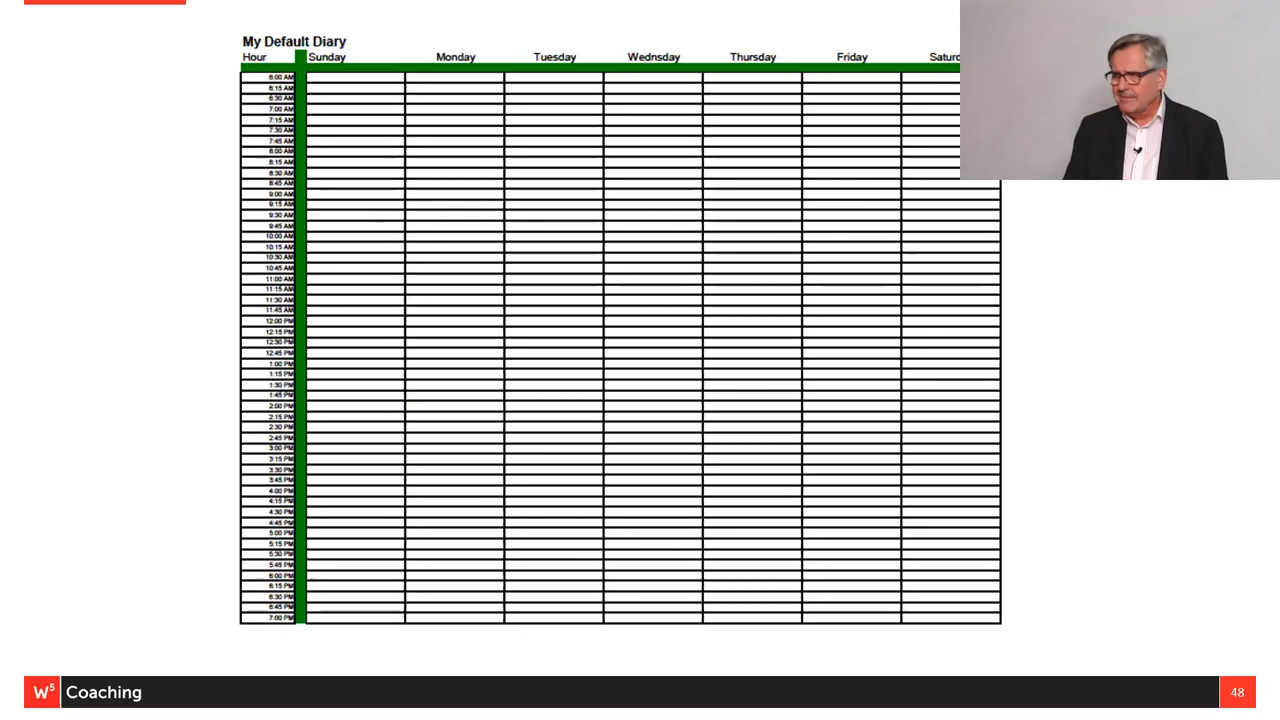 My Default Diary
Hour Sunday Monday Tuesday Wednsday Thursday Friday Saturd
6:00 AM
6:15 AM
6:30 AM
7:00 AM
7:15 AM
7:30 AM
7:45 AM
8:00 AM
8:15 AM
8:30 AM
8:45 AM
9:00 AM
9:15 AM
9:30 AM
9:45 AM
10:00 AM
10:15 AM
10:30 AM
10:45 AM
11:00 AM
11:15 AM
11:30 AM
11:45 AM
12:00 PM
12:15 PM
12:30 PM
12:45 PM
1:00 PM
1:15 PM
1:30 PM
1:45 PM
2:00 PM
2:15 PM
2:30 PM
2:45 PM
3:00 PM
3:15 PM
3:30 PM
3:45 PM
4:00 PM
4:15 PM
4:30 PM
4:45 PM
5:00 PM
5:15 PM
5:30 PM
5:45 PM
6:00 PM
6:15 PM
6:30 PM
6:45 PM
7:00 PM
W⁵ Coaching 48